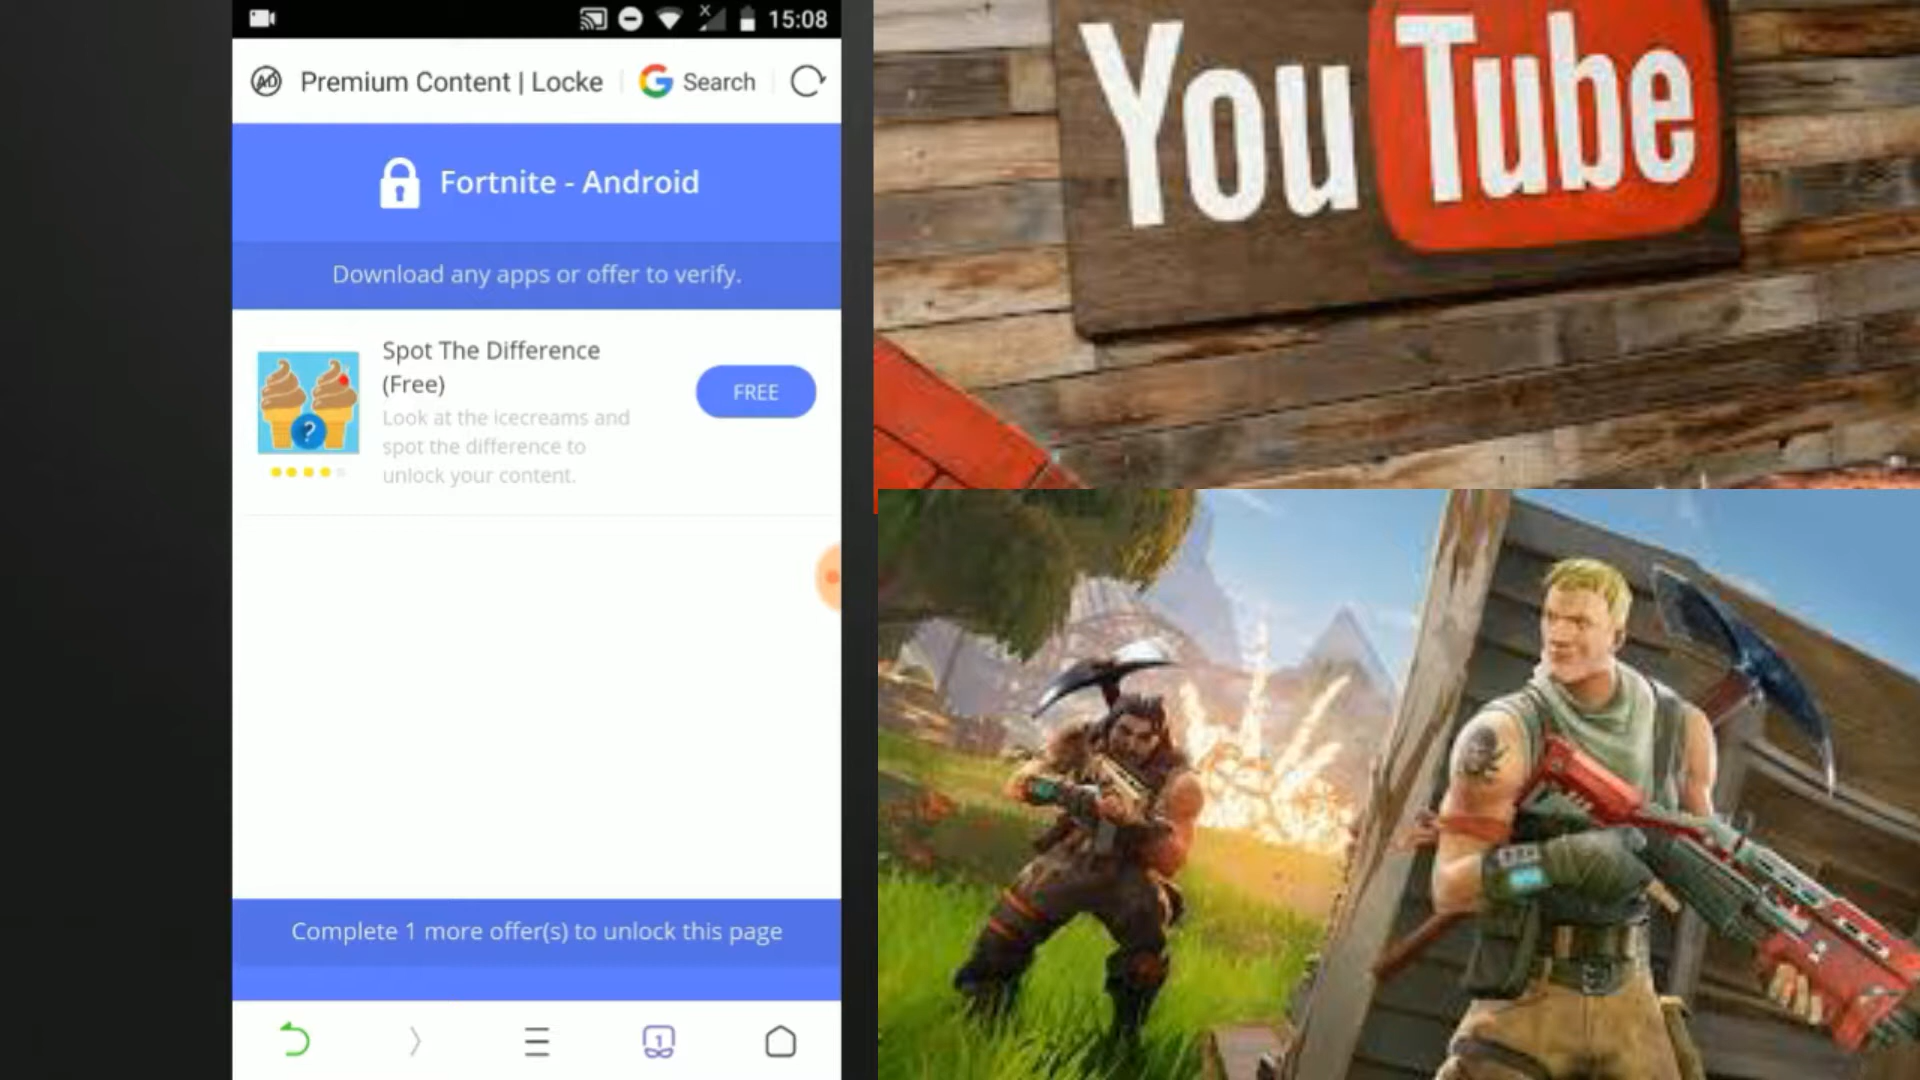 15:08
Premium Content | Locke
Search
Fortnite - Android
Download any apps or offer to verify.
Spot The Difference
(Free)
Look at the icecreams and
spot the difference to
unlock your content.
FREE
?
Complete 1 more offer(s) to unlock this page
1
YouTube